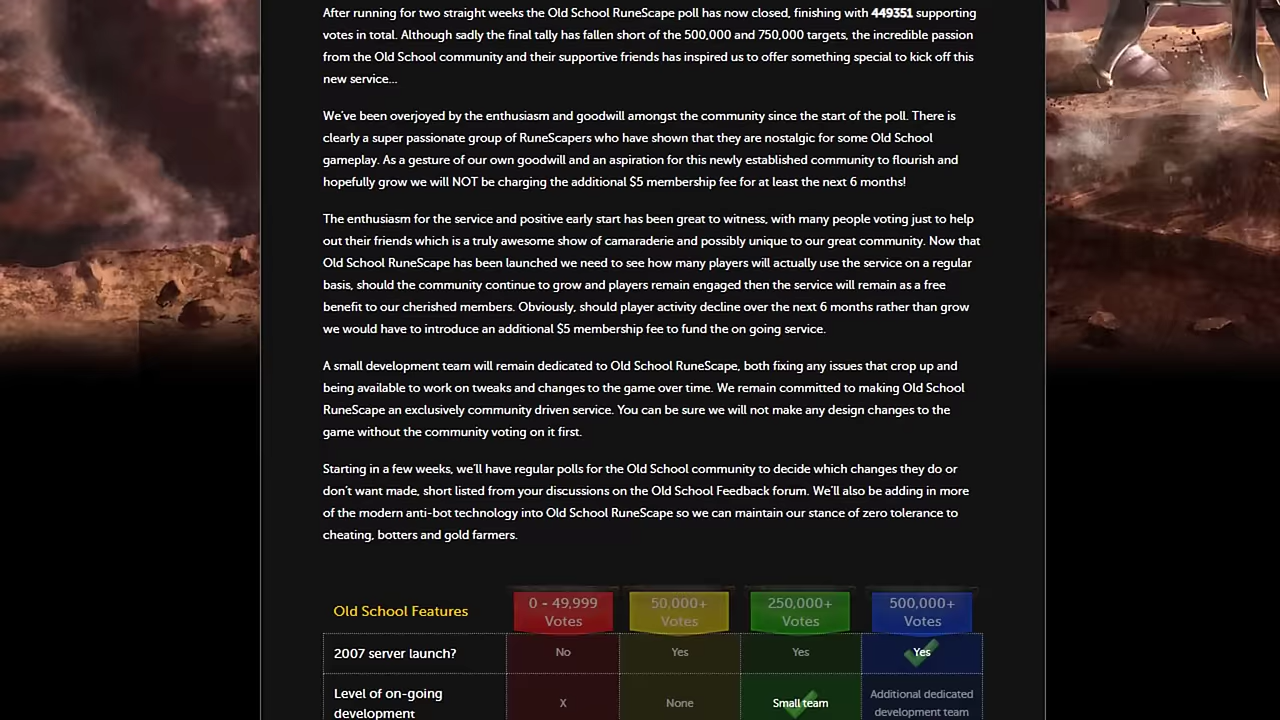 After running for two straight weeks the Old School RuneScape poll has now closed, finishing with 449351 supporting
votes in total. Although sadly the final tally has fallen short of the 500,000 and 750,000 targets, the incredible passion
from the Old School community and their supportive friends has inspired us to offer something special to kick off this
new service...
We've been overjoyed by the enthusiasm and goodwill amongst the community since the start of the poll. There is
clearly a super passionate group of RuneScapers who have shown that they are nostalgic for some Old School
gameplay. As a gesture of our own goodwill and an aspiration for this newly established community to flourish and
hopefully grow we will NOT be charging the additional $5 membership fee for at least the next 6 months!
The enthusiasm for the service and positive early start has been great to witness, with many people voting just to help
out their friends which is a truly awesome show of camaraderie and possibly unique to our great community. Now that
Old School RuneScape has been launched we need to see how many players will actually use the service on a regular
basis, should the community continue to grow and players remain engaged then the service will remain as a free
benefit to our cherished members. Obviously, should player activity decline over the next 6 months rather than grow
we would have to introduce an additional $5 membership fee to fund the on going service.
A small development team will remain dedicated to Old School RuneScape, both fixing any issues that crop up and
being available to work on tweaks and changes to the game over time. We remain committed to making Old School
RuneScape an exclusively community driven service. You can be sure we will not make any design changes to the
game without the community voting on it first.
Starting in a few weeks, we'll have regular polls for the Old School community to decide which changes they do or
don't want made, short listed from your discussions on the Old School Feedback forum. We'll also be adding in more
of the modern anti-bot technology into Old School RuneScape so we can maintain our stance of zero tolerance to
cheating, botters and gold farmers.
Old School Features 0 - 49,999 Votes 50,000+ Votes 250,000+ Votes 500,000+ Votes
2007 server launch? No Yes Yes Yes
Level of on-going development X None Small team Additional dedicated development team